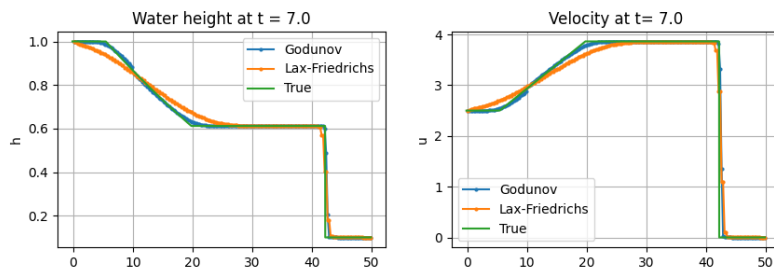 Water height at t = 7.0
h
1.0
0.8
0.6
0.4
0.2
0 10 20 30 40 50
Godunov
Lax-Friedrichs
True
Velocity at t= 7.0
u
4
3
2
1
0
0 10 20 30 40 50
Godunov
Lax-Friedrichs
True